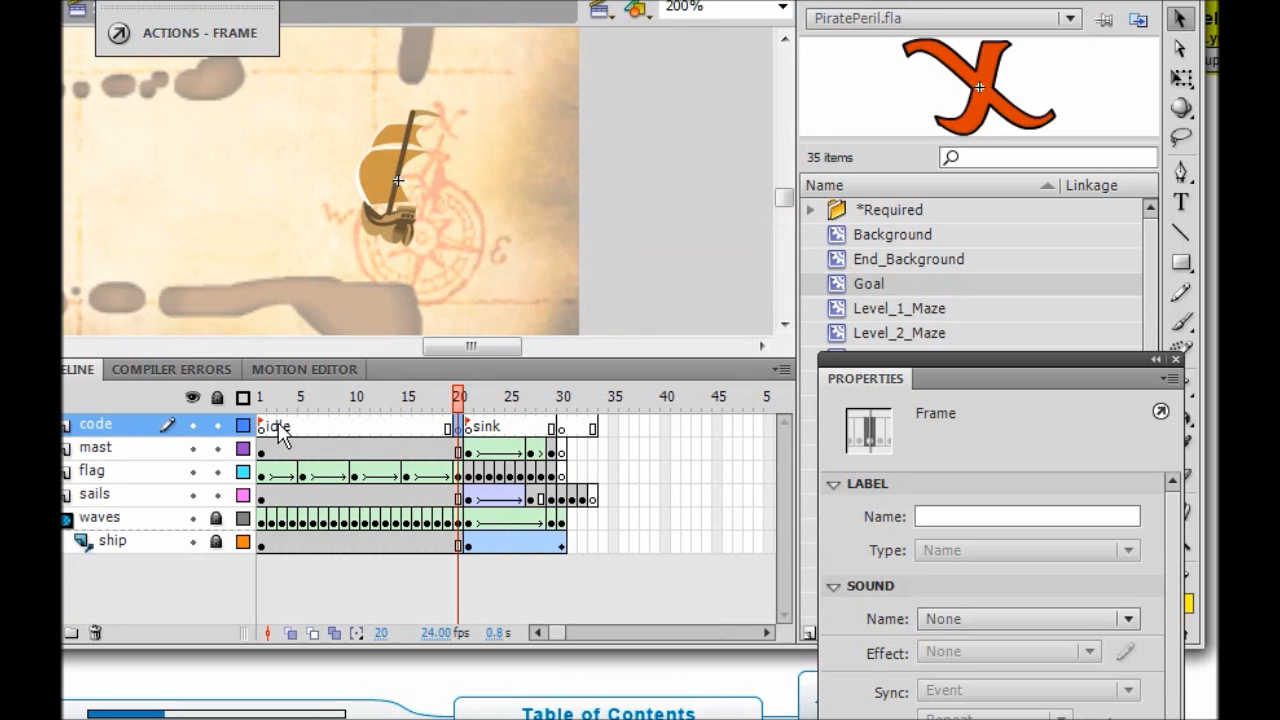 200%
ACTIONS - FRAME
PiratePeril.fla
35 items
Name
Linkage
*Required
Background
End_Background
Goal
Level_1_Maze
Level_2_Maze
W
ε
COMPILER ERRORS
MOTION EDITOR
PROPERTIES
1 5 10 15 20 25 30 35 40 45 5
code
idle
sink
mast
flag
sails
waves
ship
20
24.00 fps
0.8 s
Frame
LABEL
Name:
Type:
Name
SOUND
Name:
None
Effect:
None
Sync:
Event
Table of Contents